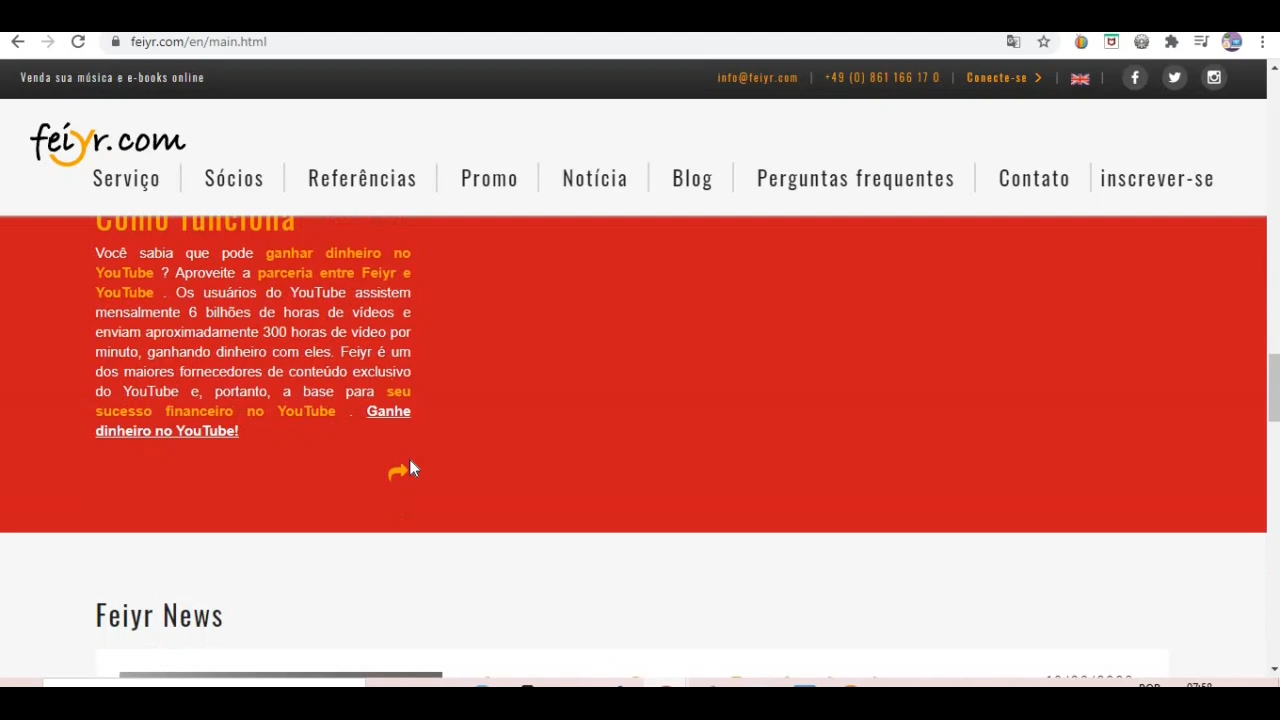 feiyr.com/en/main.html
Venda sua música e e-books online
info@feiyr.com | +49 (0) 861 166 17 0 | Conecte-se
feiyr.com
Serviço
Sócios
Referências
Promo
Notícia
Blog
Perguntas frequentes
Contato
inscrever-se
Como funciona
Você sabia que pode ganhar dinheiro no
YouTube ? Aproveite a parceria entre Feiyr e
YouTube . Os usuários do YouTube assistem
mensalmente 6 bilhões de horas de vídeos e
enviam aproximadamente 300 horas de vídeo por
minuto, ganhando dinheiro com eles. Feiyr é um
dos maiores fornecedores de conteúdo exclusivo
do YouTube e, portanto, a base para seu
sucesso financeiro no YouTube . Ganhe
dinheiro no YouTube!
Feiyr News